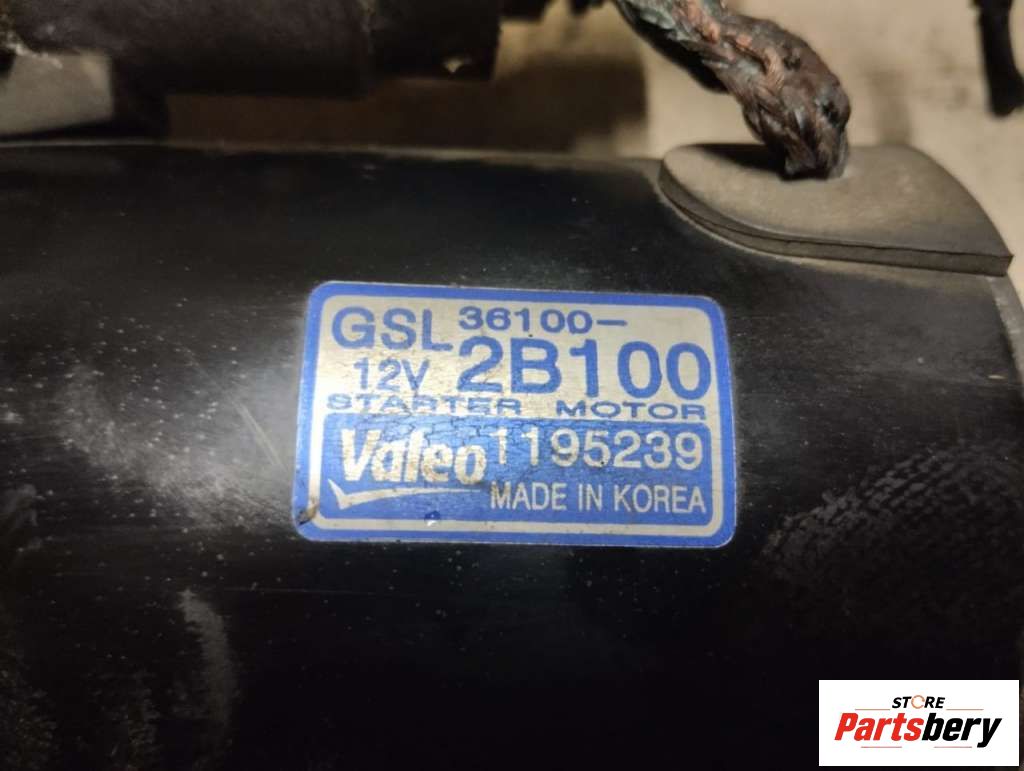 GSL 36100-
12V 2B100
STARTER MOTOR
Valeo 1195239
MADE IN KOREA
STORE
Partsbery